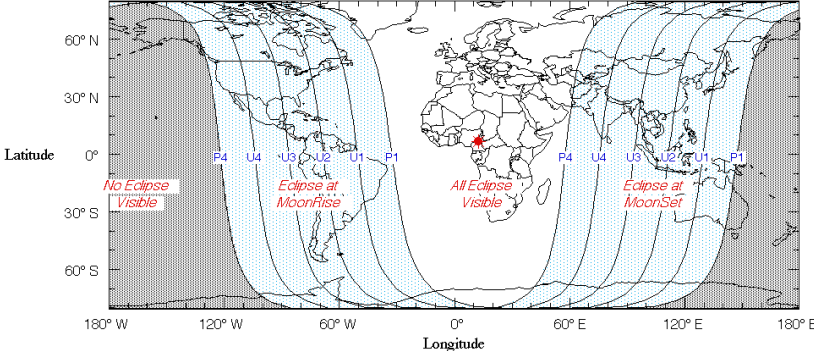 60° N
30° N
Latitude
0°
P4 U4 U3 U2 U1 P1 P4 U4 U3 U2 U1 P1
No Eclipse
Visible
Eclipse at
MoonRise
All Eclipse
Visible
Eclipse at
MoonSet
30° S
60° S
180° W 120° W 60° W 0° 60° E 120° E 180° E
Longitude